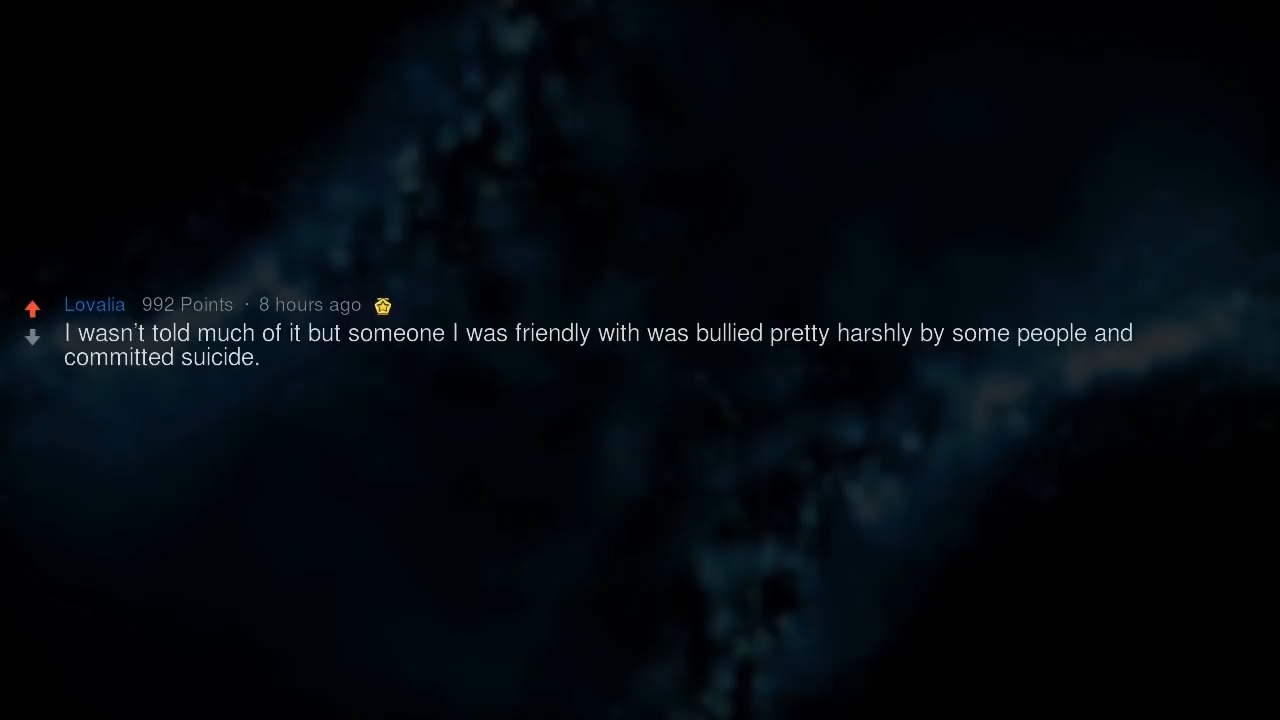 Lovalia 992 Points · 8 hours ago
I wasn't told much of it but someone I was friendly with was bullied pretty harshly by some people and
committed suicide.